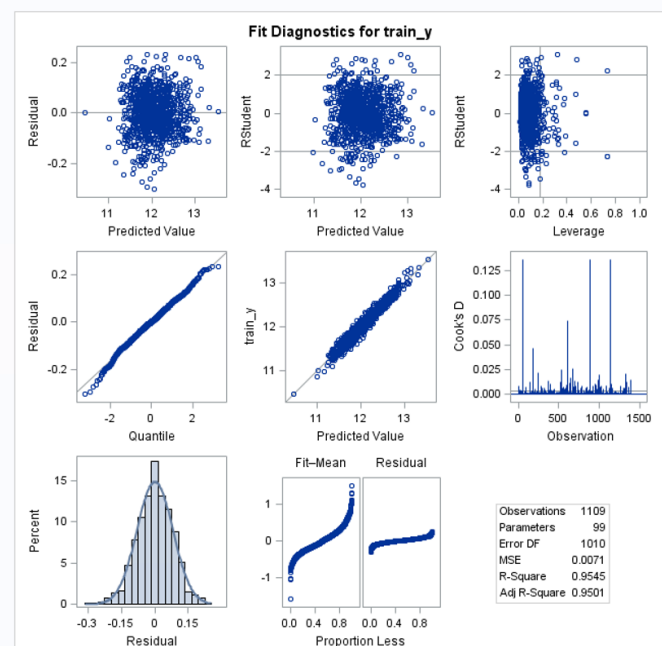 Fit Diagnostics for train_y
Residual
0.2
0.0
-0.2
11 12 13
Predicted Value
RStudent
2
0
-2
-4
11 12 13
Predicted Value
RStudent
2
0
-2
-4
0.0 0.2 0.4 0.6 0.8 1.0
Leverage
Residual
0.2
0.0
-0.2
-2 0 2
Quantile
train_y
13
12
11
11 12 13
Predicted Value
Cook's D
0.125
0.100
0.075
0.050
0.025
0.000
0 500 1000 1500
Observation
Percent
15
10
5
0
-0.3 -0.15 0 0.15
Residual
Fit–Mean Residual
1
0
-1
0.0 0.4 0.8 0.0 0.4 0.8
Proportion Less
Observations 1109
Parameters 99
Error DF 1010
MSE 0.0071
R-Square 0.9545
Adj R-Square 0.9501